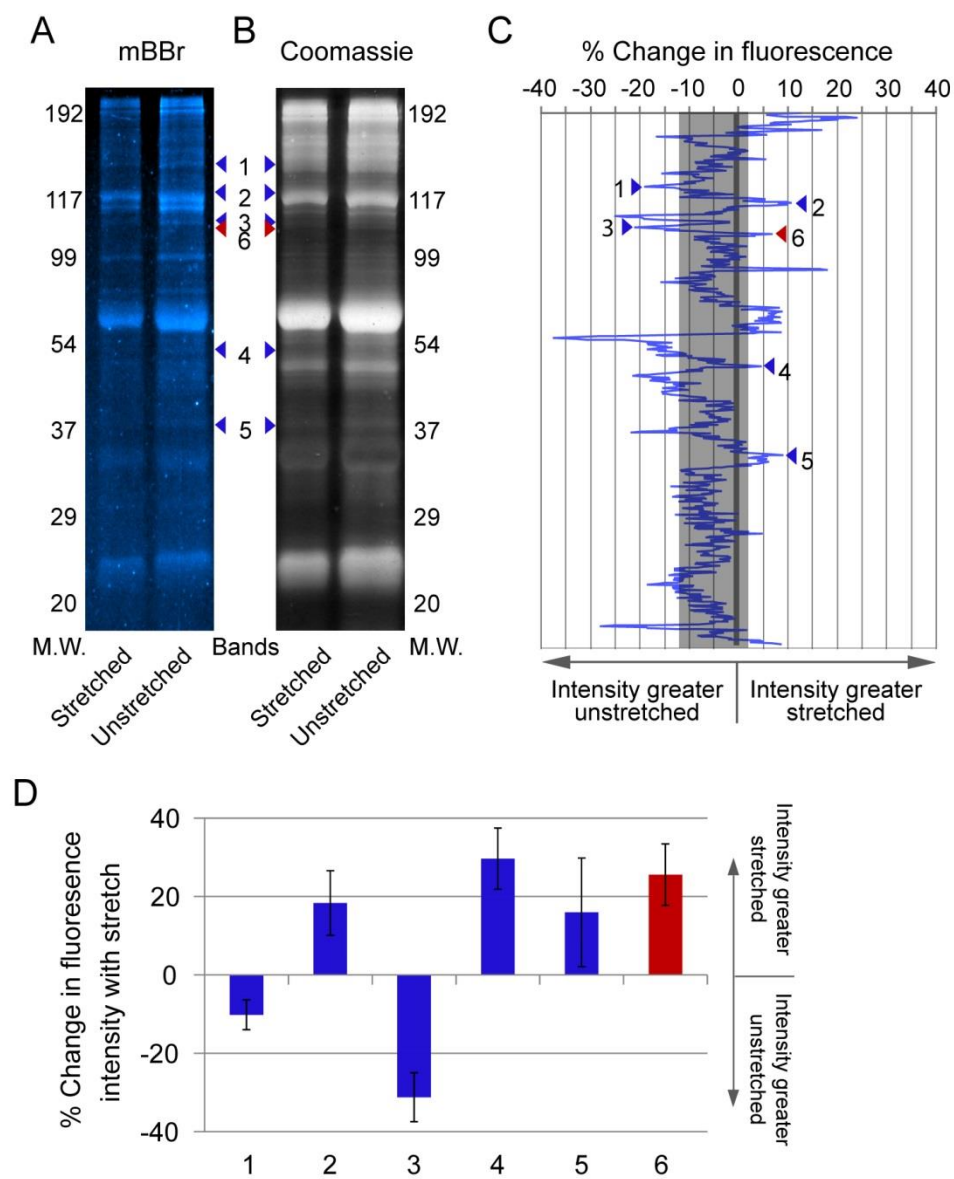 A
mBBr
B
Coomassie
192
117
99
54
37
29
20
M.W.
Stretched
Unstretched
1
2
3
6
4
5
Bands
192
117
99
54
37
29
20
M.W.
Stretched
Unstretched
C
% Change in fluorescence
-40 -30 -20 -10 0 10 20 30 40
1
2
3
6
4
5
Intensity greater
unstretched
Intensity greater
stretched
D
% Change in fluoresence
intensity with stretch
40
20
0
-20
-40
1 2 3 4 5 6
Intensity greater
stretched
Intensity greater
unstretched